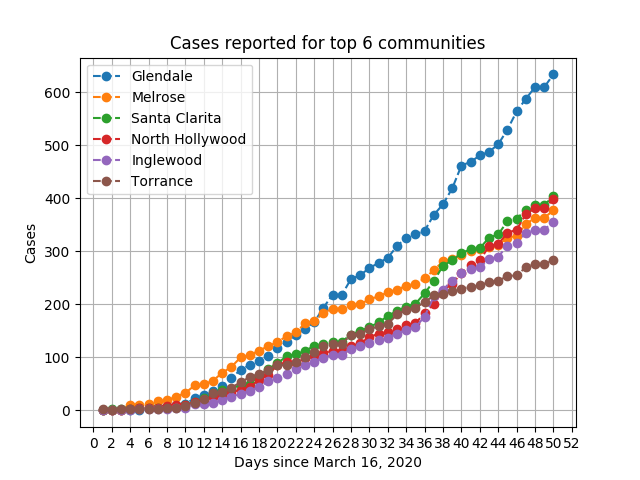 Cases reported for top 6 communities
Glendale
Melrose
Santa Clarita
North Hollywood
Inglewood
Torrance
600
500
400
300
200
100
0
Cases
0 2 4 6 8 10 12 14 16 18 20 22 24 26 28 30 32 34 36 38 40 42 44 46 48 50 52
Days since March 16, 2020